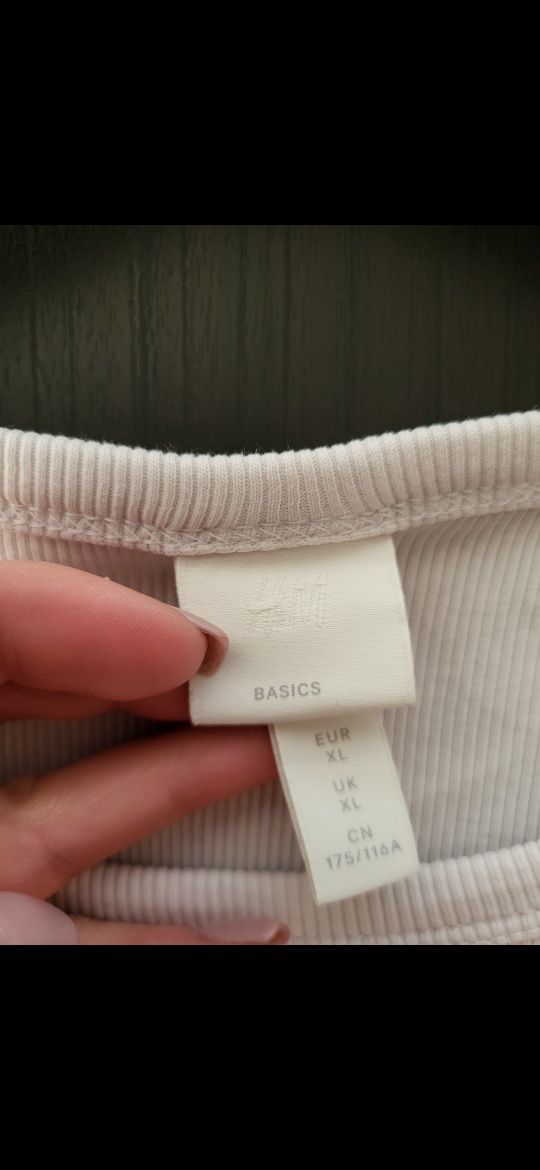 H&M
BASICS
EUR
XL
UK
XL
CN
175/116A